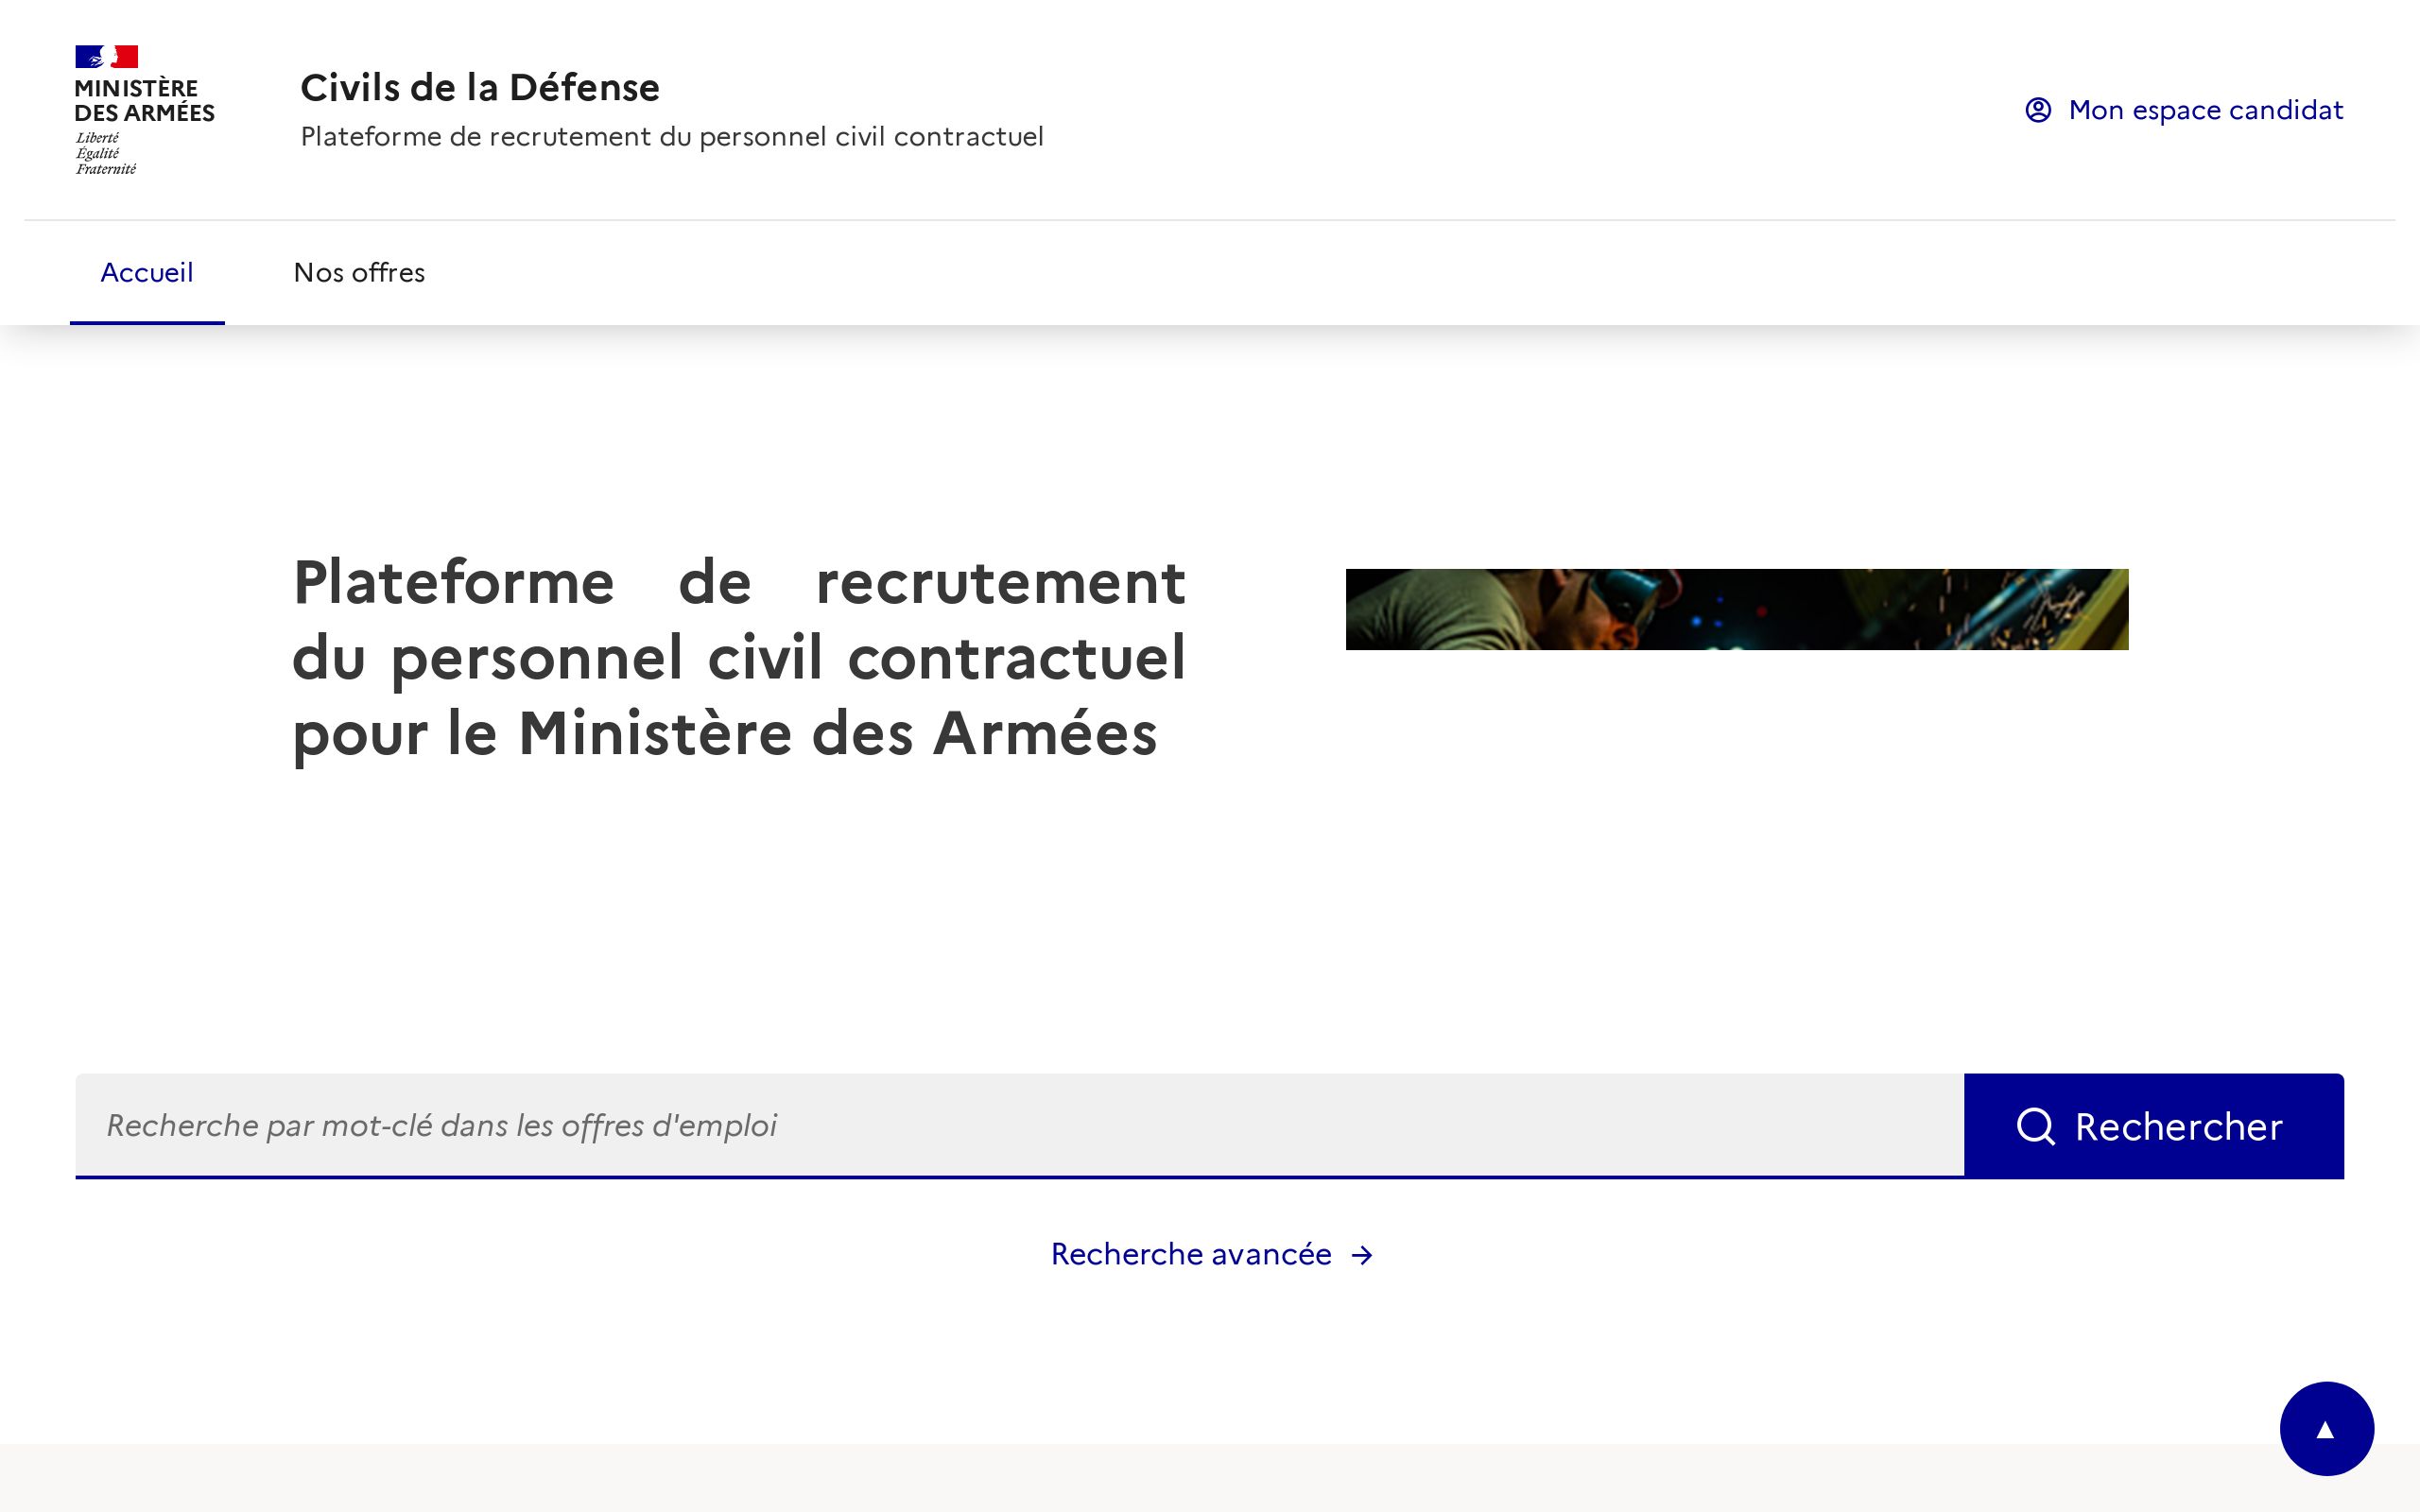 MINISTÈRE
DES ARMÉES
Liberté
Égalité
Fraternité
Civils de la Défense
Plateforme de recrutement du personnel civil contractuel
Mon espace candidat
Accueil
Nos offres
Plateforme de recrutement
du personnel civil contractuel
pour le Ministère des Armées
Recherche par mot-clé dans les offres d'emploi
Rechercher
Recherche avancée →
▲